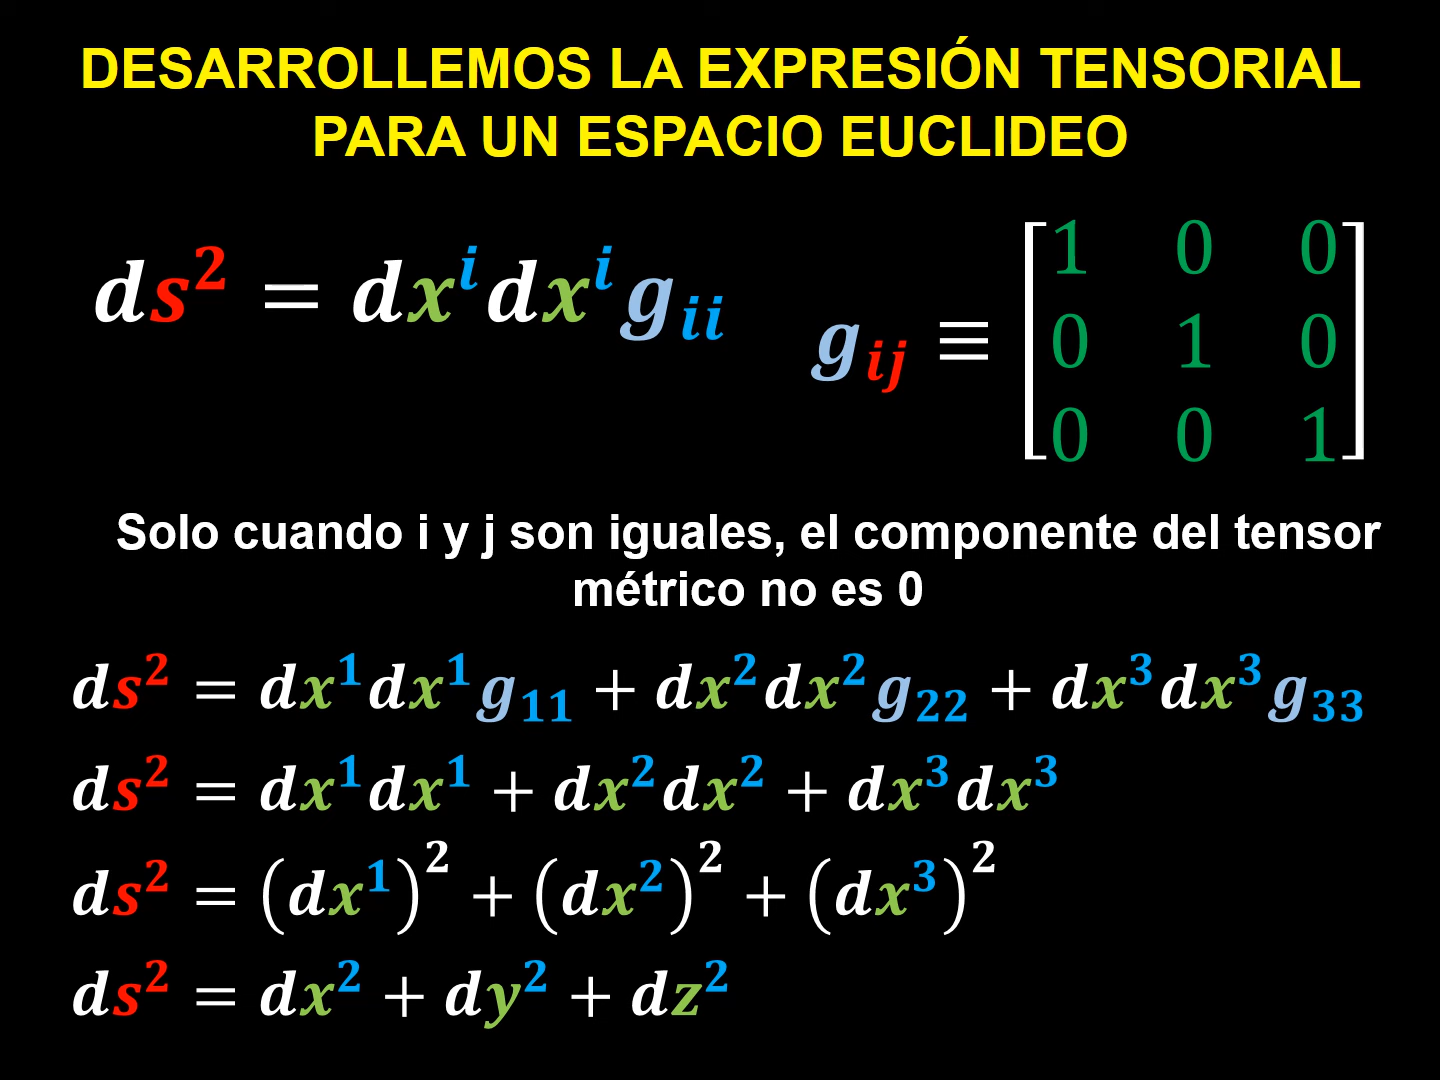 DESARROLLEMOS LA EXPRESIÓN TENSORIAL
PARA UN ESPACIO EUCLIDEO
ds² = dxⁱdxⁱgᵢᵢ
gᵢⱼ ≡ [1 0 0
0 1 0
0 0 1]
Solo cuando i y j son iguales, el componente del tensor
métrico no es 0
ds² = dx¹dx¹g₁₁ + dx²dx²g₂₂ + dx³dx³g₃₃
ds² = dx¹dx¹ + dx²dx² + dx³dx³
ds² = (dx¹)² + (dx²)² + (dx³)²
ds² = dx² + dy² + dz²